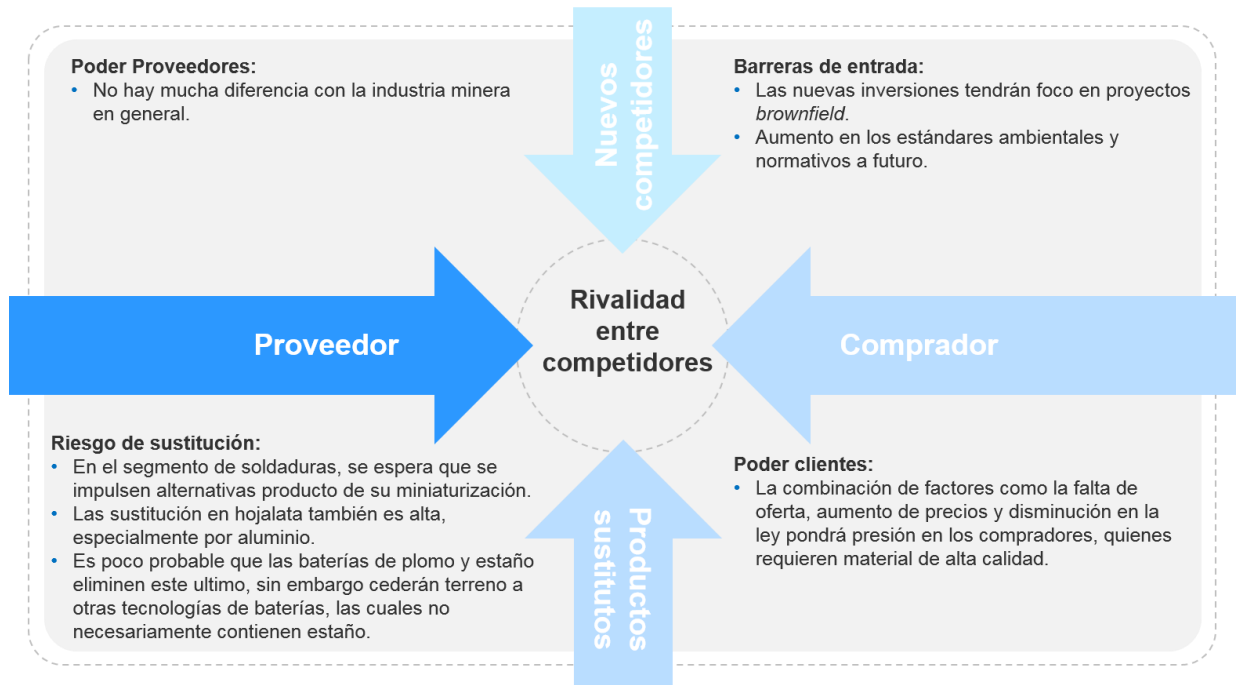 Poder Proveedores:
• No hay mucha diferencia con la industria minera
en general.
Nuevos
competidores
Barreras de entrada:
• Las nuevas inversiones tendrán foco en proyectos
brownfield.
• Aumento en los estándares ambientales y
normativos a futuro.
Proveedor
Rivalidad
entre
competidores
Comprador
Riesgo de sustitución:
• En el segmento de soldaduras, se espera que se
impulsen alternativas producto de su miniaturización.
• Las sustitución en hojalata también es alta,
especialmente por aluminio.
• Es poco probable que las baterías de plomo y estaño
eliminen este ultimo, sin embargo cederán terreno a
otras tecnologías de baterías, las cuales no
necesariamente contienen estaño.
Productos
sustitutos
Poder clientes:
• La combinación de factores como la falta de
oferta, aumento de precios y disminución en la
ley pondrá presión en los compradores, quienes
requieren material de alta calidad.